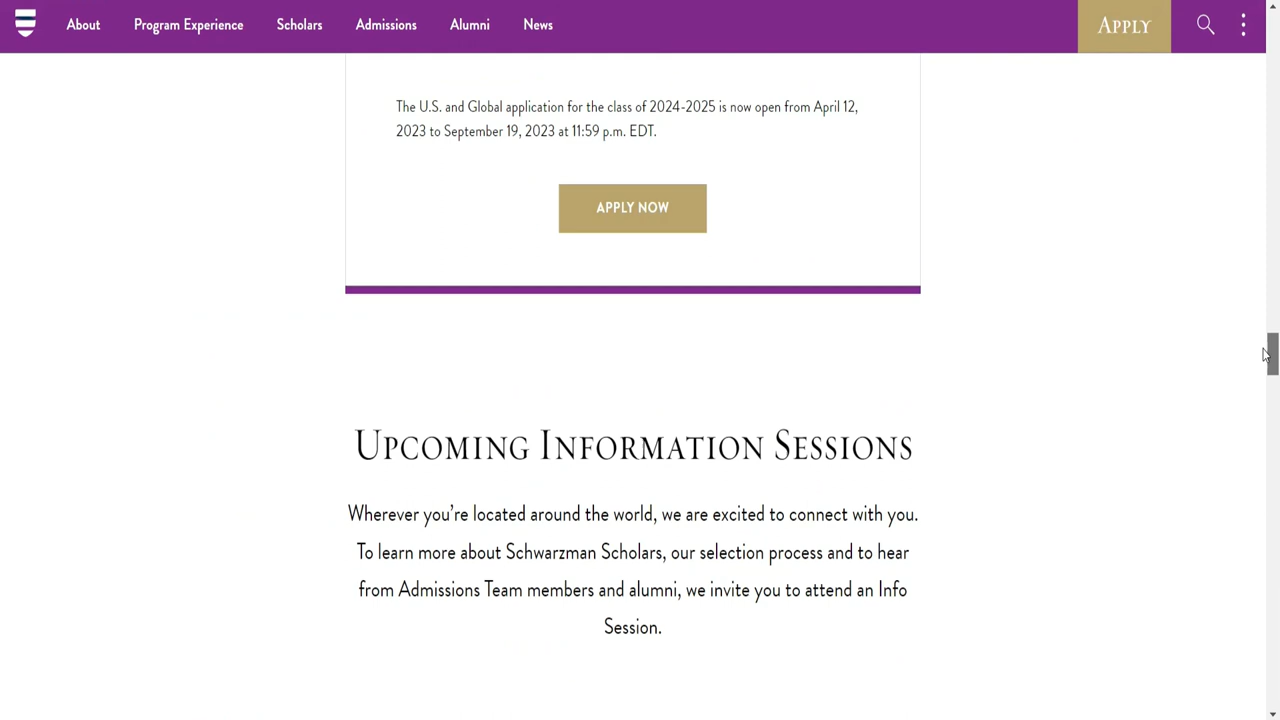 About Program Experience Scholars Admissions Alumni News APPLY
The U.S. and Global application for the class of 2024-2025 is now open from April 12,
2023 to September 19, 2023 at 11:59 p.m. EDT.
APPLY NOW
UPCOMING INFORMATION SESSIONS
Wherever you’re located around the world, we are excited to connect with you.
To learn more about Schwarzman Scholars, our selection process and to hear
from Admissions Team members and alumni, we invite you to attend an Info
Session.